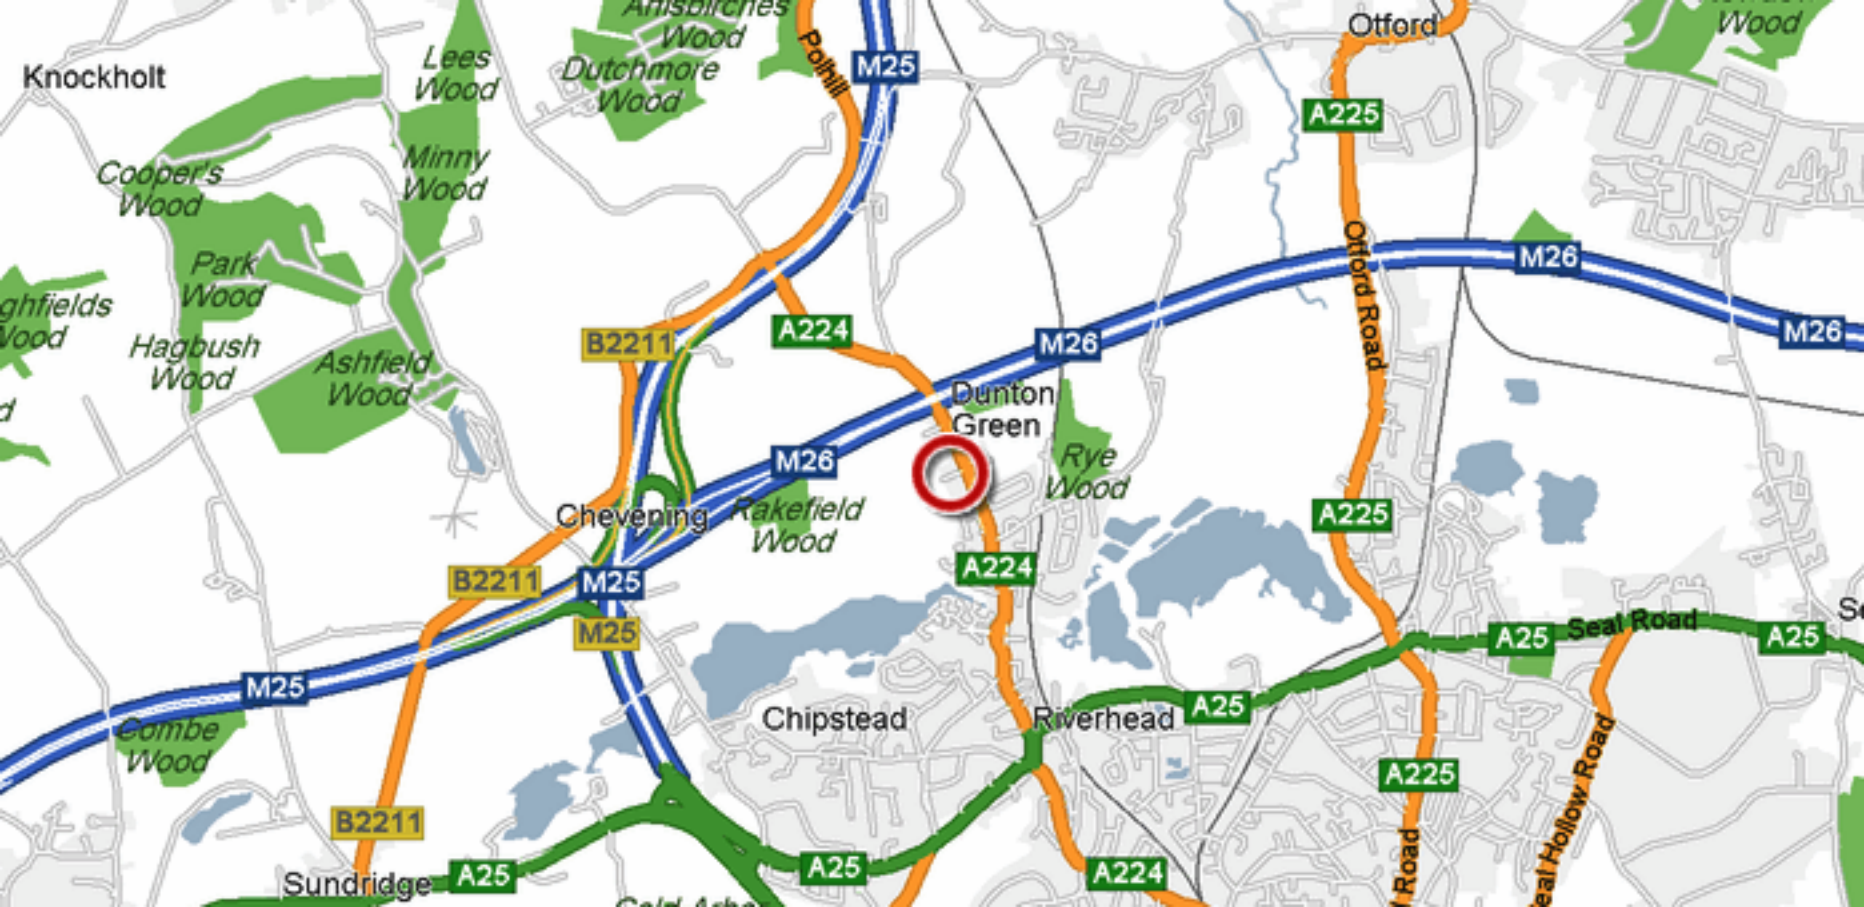 Otford
Wood
Wood
Knockholt
Lees
Wood
Dutchmore
Wood
Polhill
M25
A225
Minny
Wood
Cooper's
Wood
Park
Wood
Otford Road
M26
ghfields
Wood
Hagbush
Wood
Ashfield
Wood
B2211
A224
M26
M26
Dunton
Green
M26
Rye
Wood
Chevening
Rakefield
Wood
A225
B2211
M25
A224
M25
Seal Road
A25
A25
M25
Combe
Wood
Chipstead
Riverhead
A25
A225
B2211
Seal Hollow Road
Road
Sundridge
A25
A25
A224